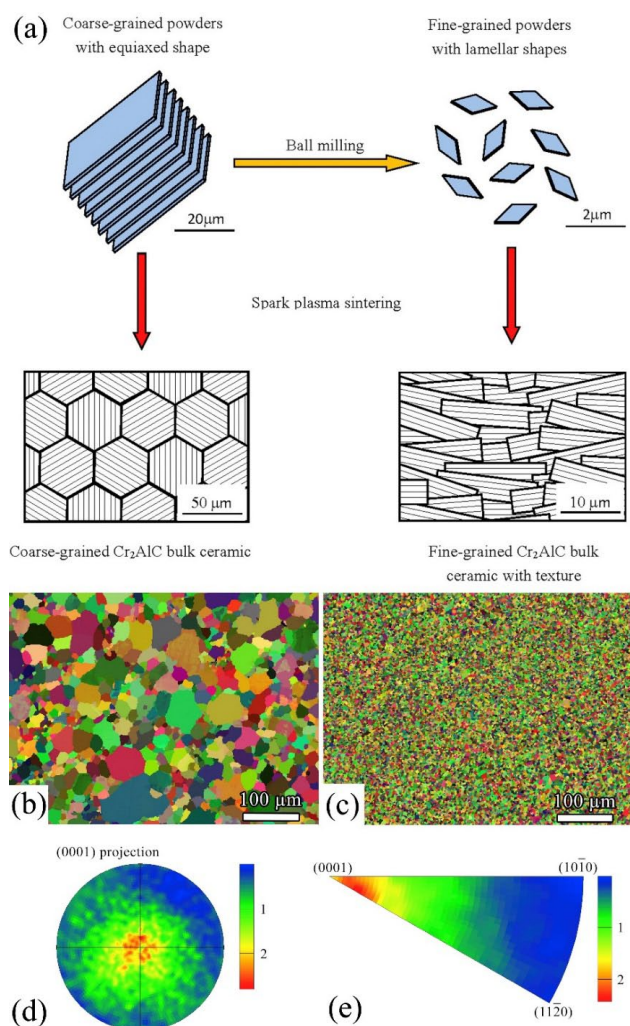 (a)
Coarse-grained powders
with equiaxed shape
Fine-grained powders
with lamellar shapes
Ball milling
20μm
2μm
Spark plasma sintering
50 μm
10 μm
Coarse-grained Cr₂AlC bulk ceramic
Fine-grained Cr₂AlC bulk
ceramic with texture
(b)
100 μm
(c)
100 μm
(0001) projection
1
2
(d)
(0001)
(101̄0)
(112̄0)
1
2
(e)